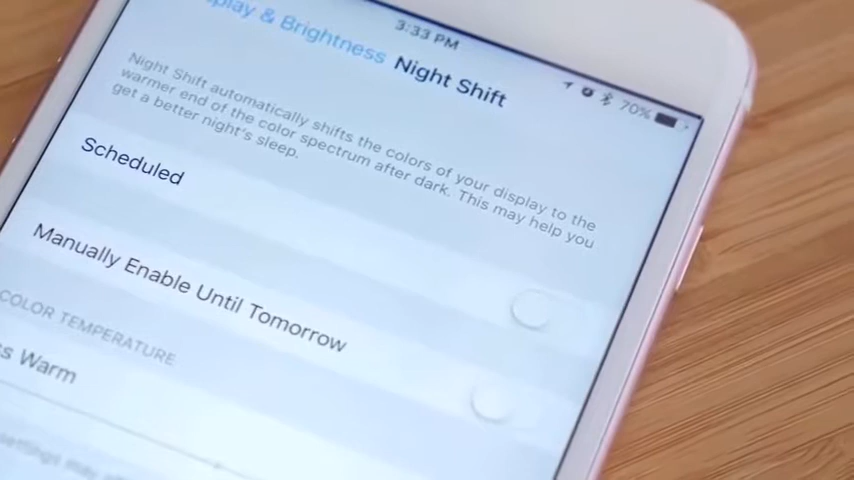 3:33 PM
70%
& Brightness Night Shift
Night Shift automatically shifts the colors of your display to the
warmer end of the color spectrum after dark. This may help you
get a better night's sleep.
Scheduled
Manually Enable Until Tomorrow
COLOR TEMPERATURE
Warm
settings may